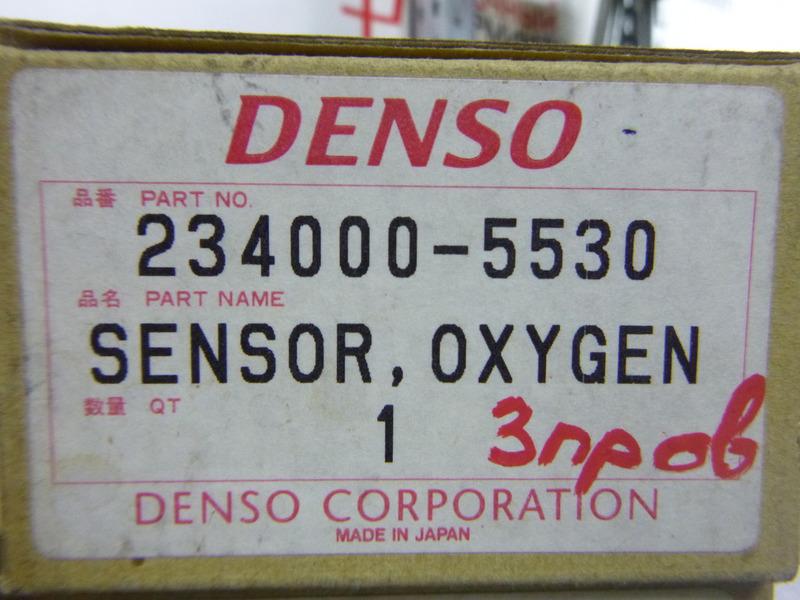 DENSO
品番 PART NO.
234000-5530
品名 PART NAME
SENSOR, OXYGEN
数量 QT
1
3пров
DENSO CORPORATION
MADE IN JAPAN